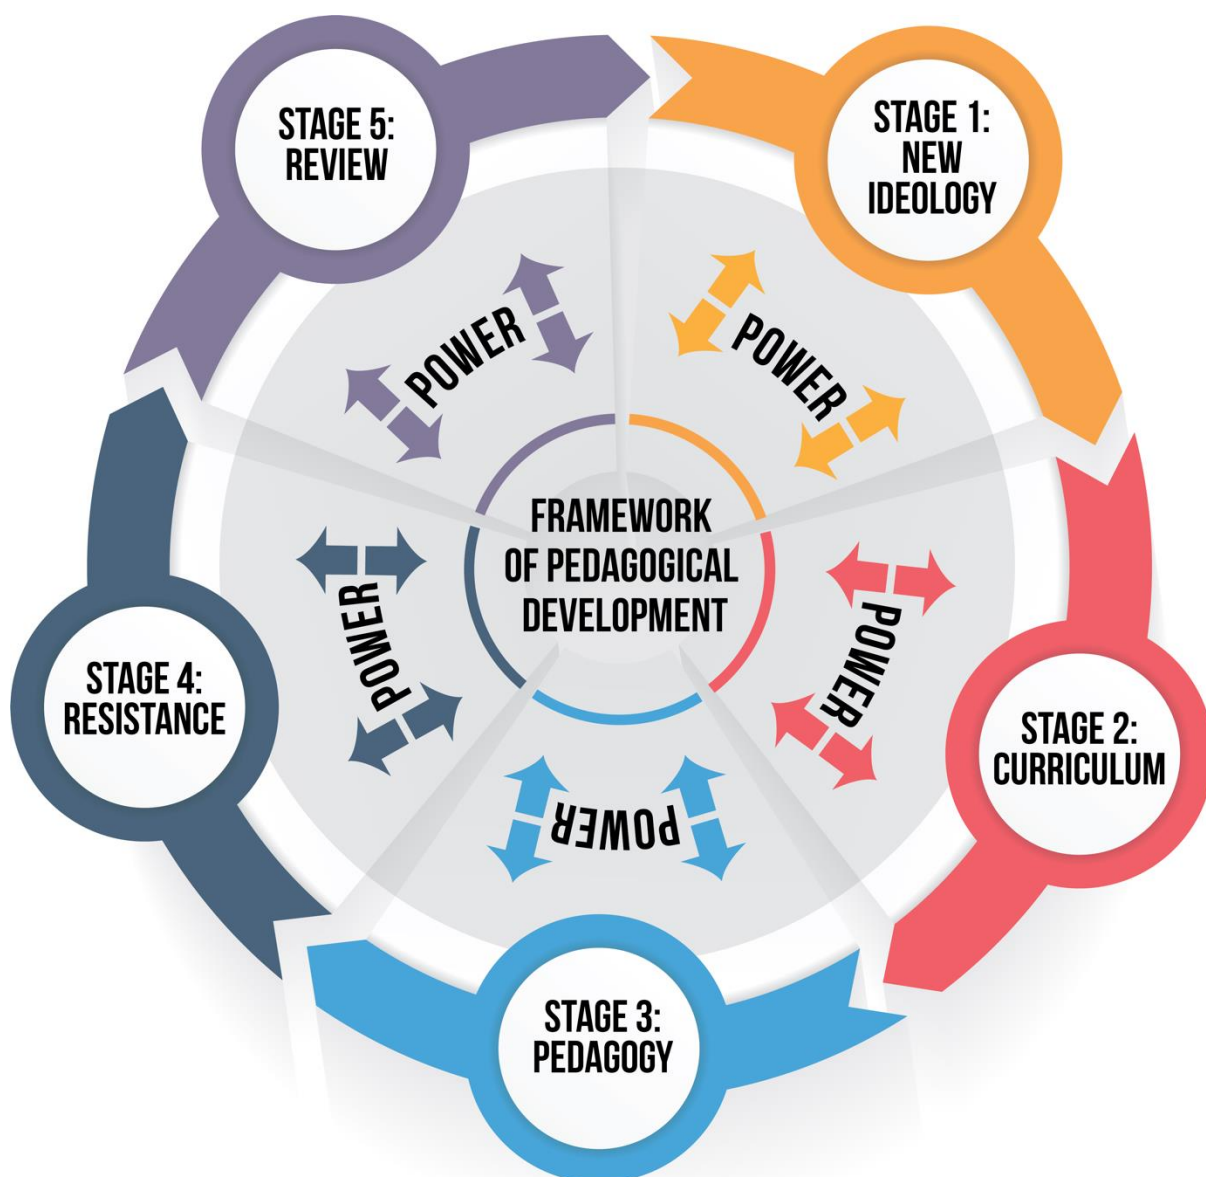 STAGE 1:
NEW
IDEOLOGY
POWER
STAGE 2:
CURRICULUM
POWER
STAGE 3:
PEDAGOGY
POWER
STAGE 4:
RESISTANCE
POWER
STAGE 5:
REVIEW
POWER
FRAMEWORK
OF PEDAGOGICAL
DEVELOPMENT